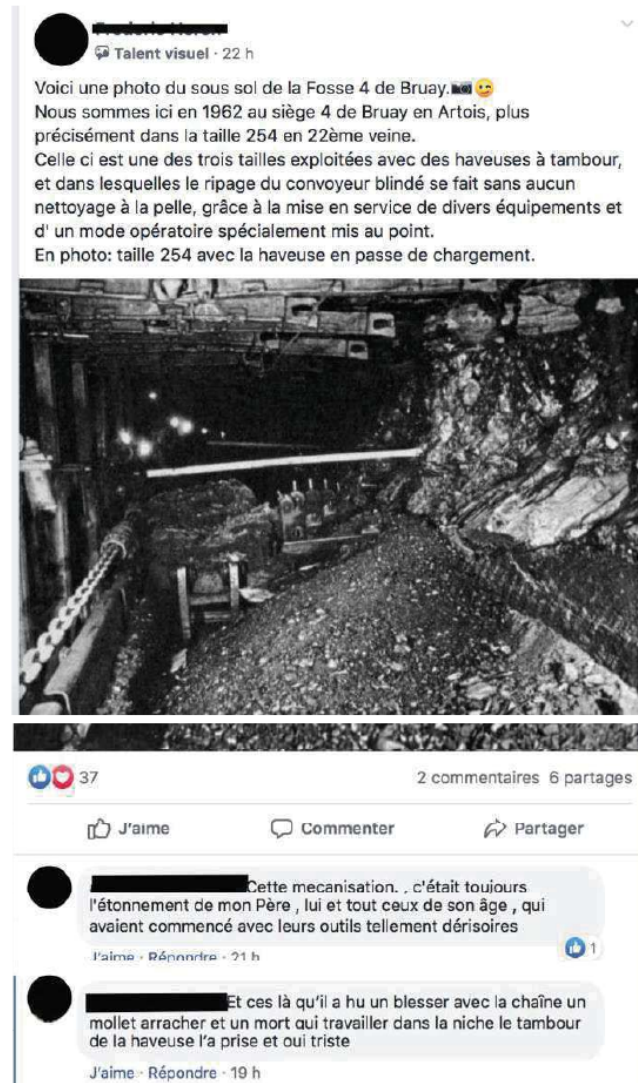 Talent visuel · 22 h
Voici une photo du sous sol de la Fosse 4 de Bruay.📷😉
Nous sommes ici en 1962 au siège 4 de Bruay en Artois, plus
précisément dans la taille 254 en 22ème veine.
Celle ci est une des trois tailles exploitées avec des haveuses à tambour,
et dans lesquelles le ripage du convoyeur blindé se fait sans aucun
nettoyage à la pelle, grâce à la mise en service de divers équipements et
d' un mode opératoire spécialement mis au point.
En photo: taille 254 avec la haveuse en passe de chargement.
37
2 commentaires 6 partages
J'aime Commenter Partager
Cette mecanisation. , c'était toujours
l'étonnement de mon Père , lui et tout ceux de son âge , qui
avaient commencé avec leurs outils tellement dérisoires
1
J'aime · Répondre · 21 h
Et ces là qu'il a hu un blesser avec la chaîne un
mollet arracher et un mort qui travailler dans la niche le tambour
de la haveuse l'a prise et oui triste
J'aime · Répondre · 19 h